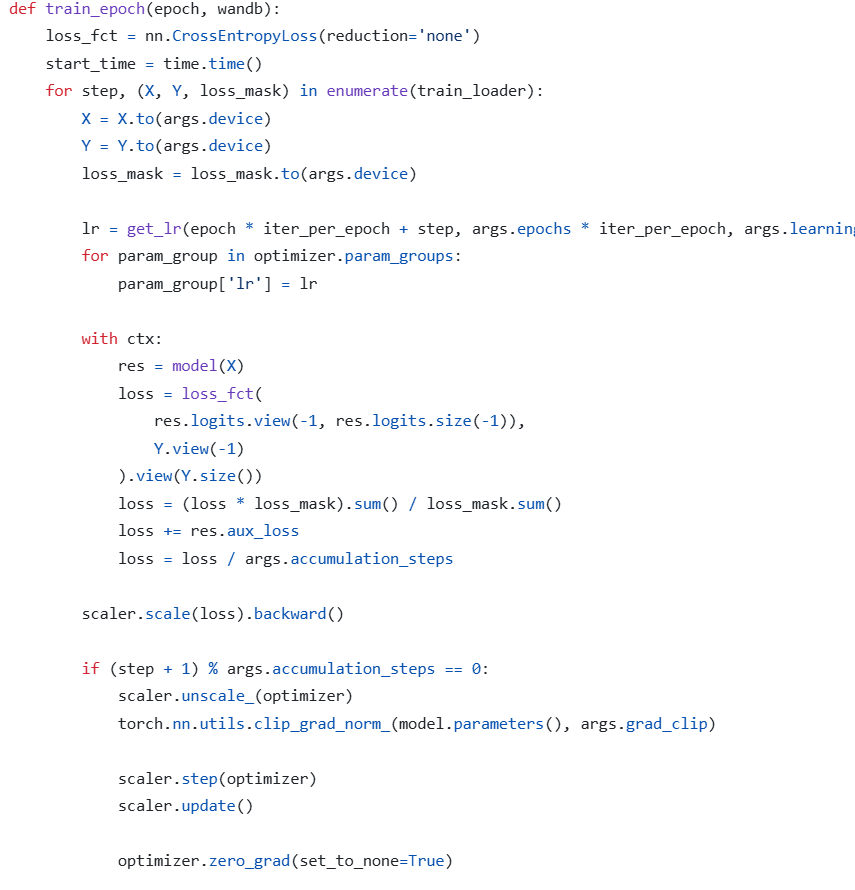 def train_epoch(epoch, wandb):
    loss_fct = nn.CrossEntropyLoss(reduction='none')
    start_time = time.time()
    for step, (X, Y, loss_mask) in enumerate(train_loader):
        X = X.to(args.device)
        Y = Y.to(args.device)
        loss_mask = loss_mask.to(args.device)

        lr = get_lr(epoch * iter_per_epoch + step, args.epochs * iter_per_epoch, args.learning
        for param_group in optimizer.param_groups:
            param_group['lr'] = lr

        with ctx:
            res = model(X)
            loss = loss_fct(
                res.logits.view(-1, res.logits.size(-1)),
                Y.view(-1)
            ).view(Y.size())
            loss = (loss * loss_mask).sum() / loss_mask.sum()
            loss += res.aux_loss
            loss = loss / args.accumulation_steps

        scaler.scale(loss).backward()

        if (step + 1) % args.accumulation_steps == 0:
            scaler.unscale_(optimizer)
            torch.nn.utils.clip_grad_norm_(model.parameters(), args.grad_clip)

            scaler.step(optimizer)
            scaler.update()

            optimizer.zero_grad(set_to_none=True)